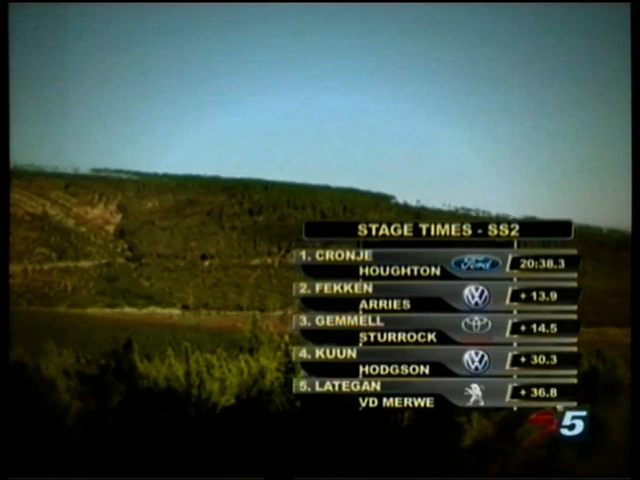 STAGE TIMES - SS2
1. CRONJE
HOUGHTON
Ford
20:38.3
2. FEKKEN
ARRIES
+ 13.9
3. GEMMELL
STURROCK
+ 14.5
4. KUUN
HODGSON
+ 30.3
5. LATEGAN
VD MERWE
+ 36.8
5